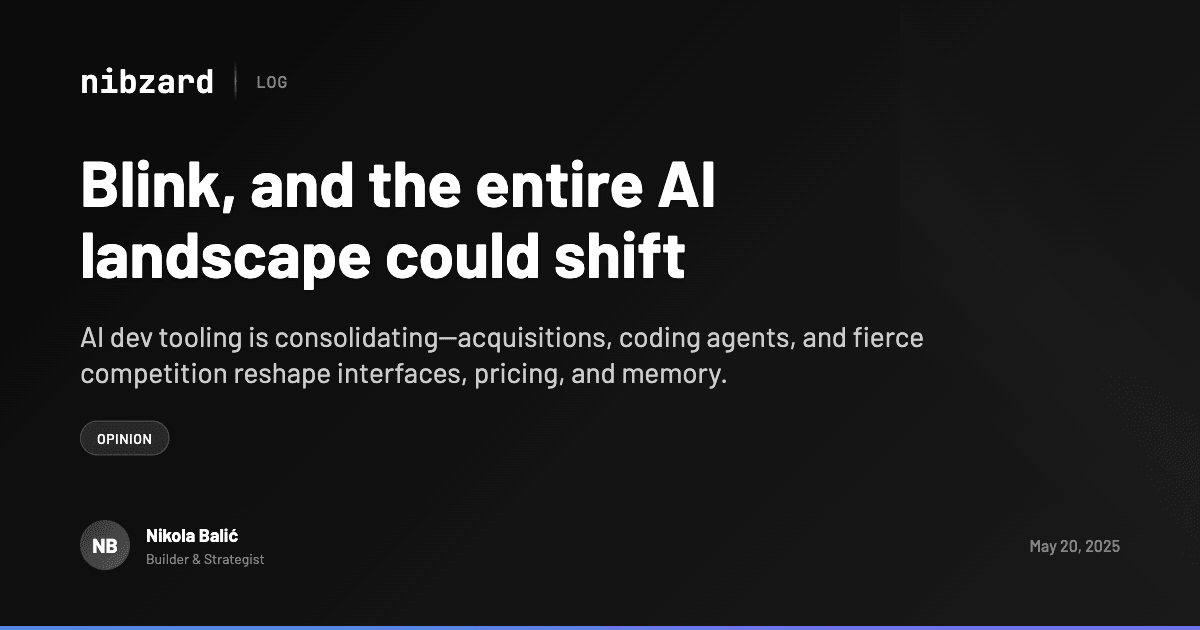 nibzard
LOG
Blink, and the entire AI
landscape could shift
AI dev tooling is consolidating—acquisitions, coding agents, and fierce
competition reshape interfaces, pricing, and memory.
OPINION
NB
Nikola Balić
Builder & Strategist
May 20, 2025